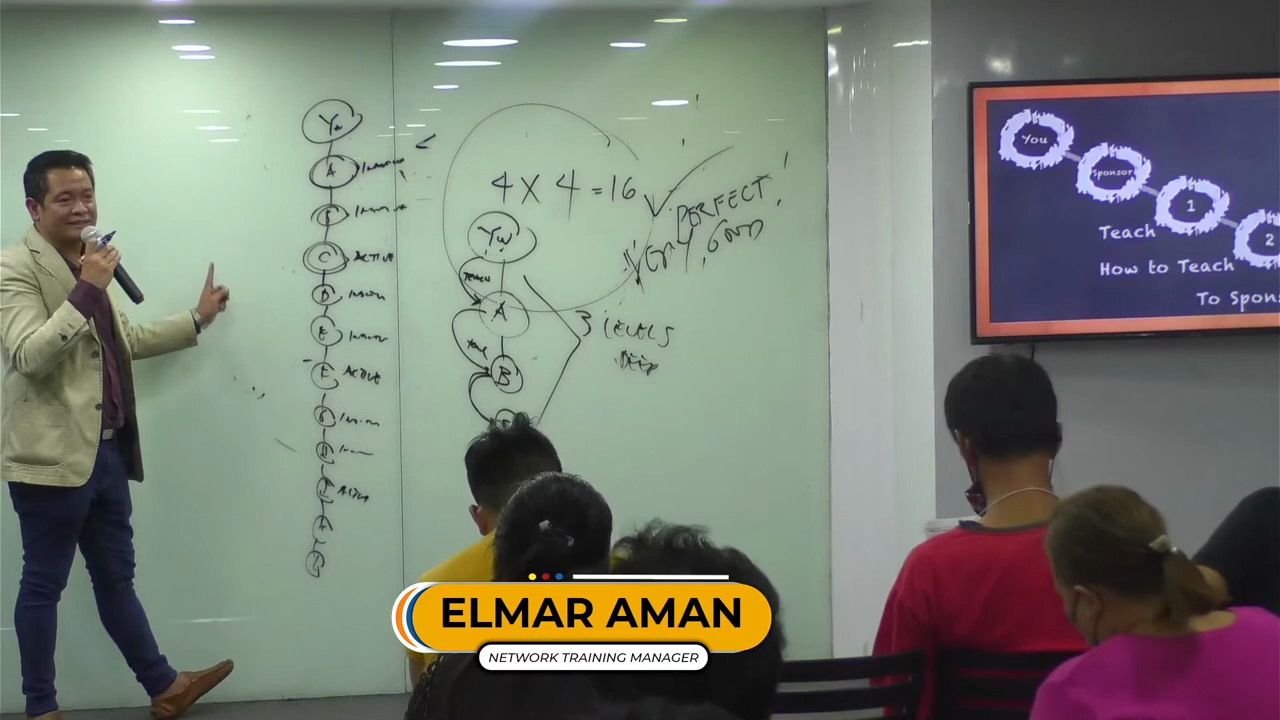 You
A
C ACTIVE
D
E
F ACTIVE
G
4 X 4 = 16
PERFECT!
VERY GOOD
You
TEACH
A
B
3 LEVELS
DEEP
You
Sponsor
1
2
Teach
How to Teach
To Spons
ELMAR AMAN
NETWORK TRAINING MANAGER